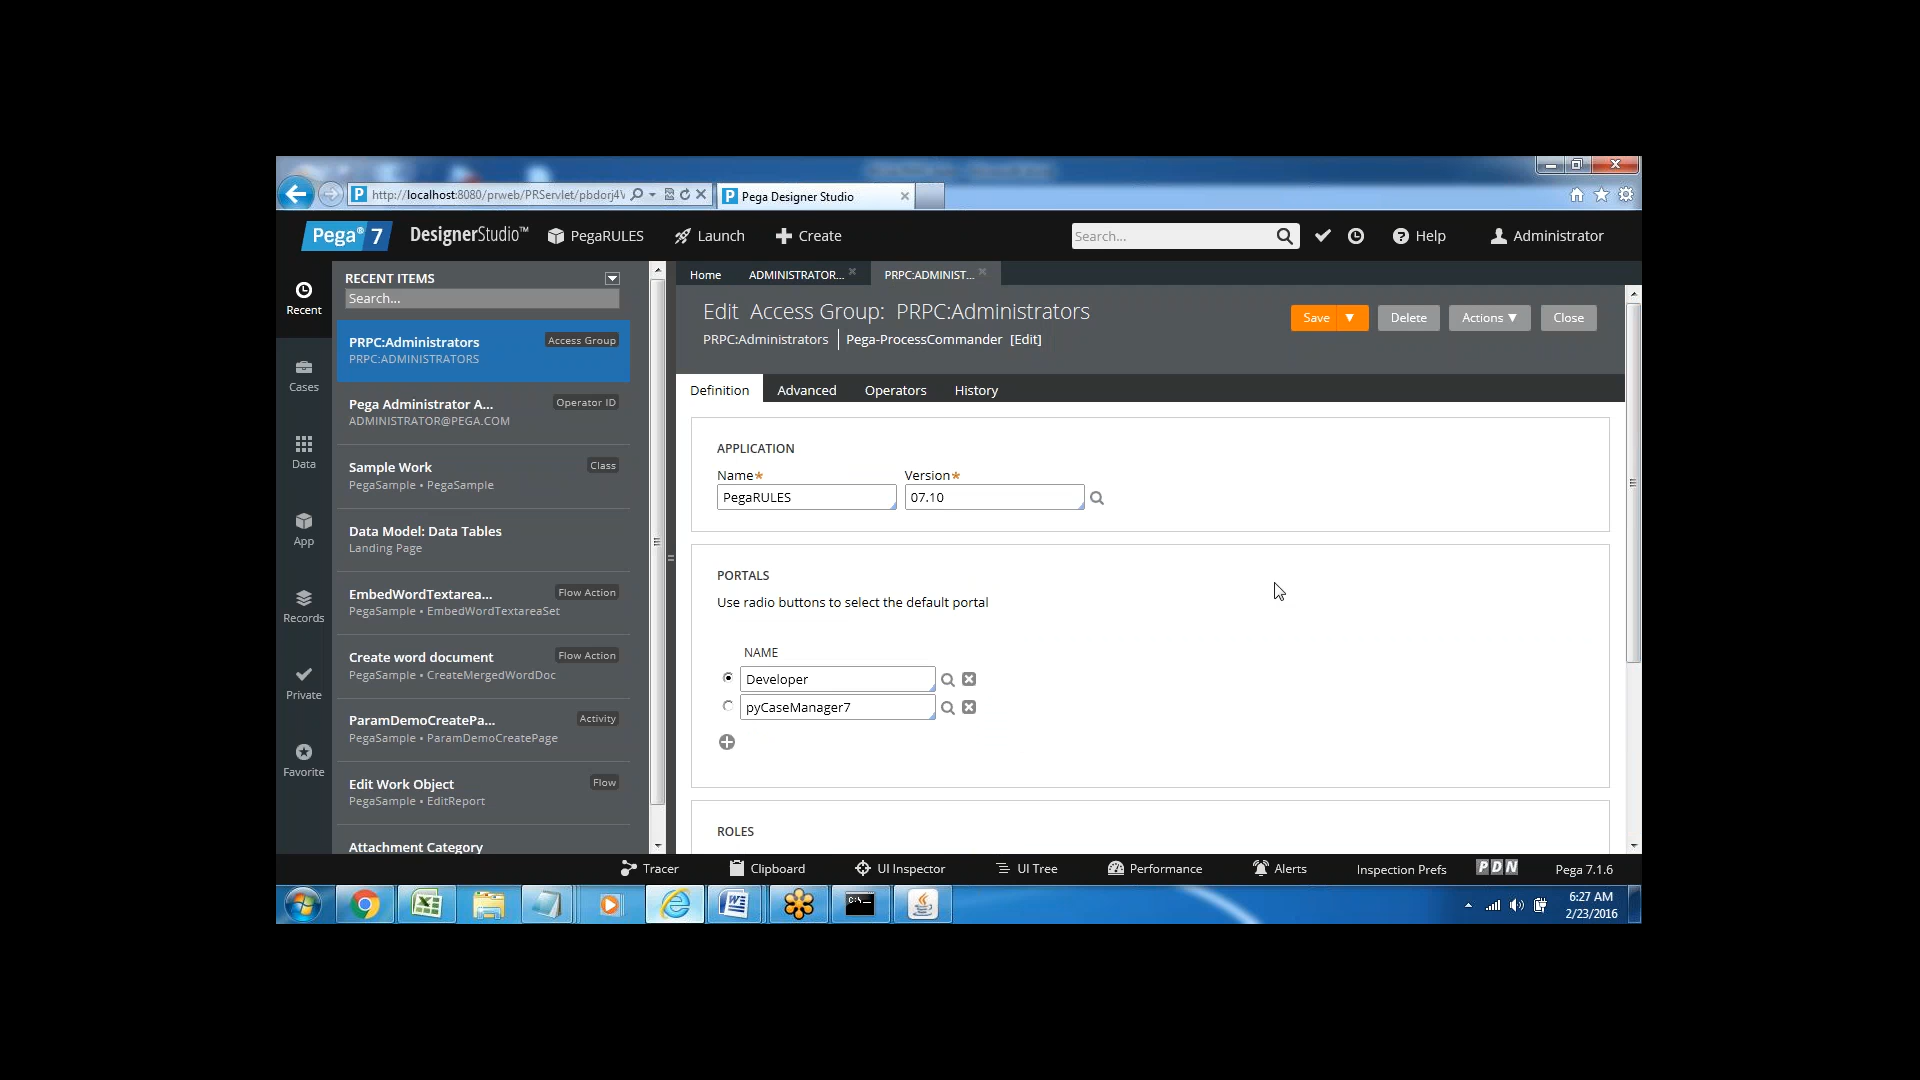 http://localhost:8080/prweb/PRServlet/pbdorj4V
Pega Designer Studio
Pega® 7 DesignerStudio™ PegaRULES Launch Create Search... Help Administrator
Recent
Cases
Data
App
Records
Private
Favorite
RECENT ITEMS
Search...
PRPC:Administrators Access Group
PRPC:ADMINISTRATORS
Pega Administrator A... Operator ID
ADMINISTRATOR@PEGA.COM
Sample Work Class
PegaSample • PegaSample
Data Model: Data Tables
Landing Page
EmbedWordTextarea... Flow Action
PegaSample • EmbedWordTextareaSet
Create word document Flow Action
PegaSample • CreateMergedWordDoc
ParamDemoCreatePa... Activity
PegaSample • ParamDemoCreatePage
Edit Work Object Flow
PegaSample • EditReport
Attachment Category
Home ADMINISTRATOR... PRPC:ADMINIST...
Edit Access Group: PRPC:Administrators
PRPC:Administrators Pega-ProcessCommander [Edit]
Save Delete Actions Close
Definition Advanced Operators History
APPLICATION
Name* Version*
PegaRULES 07.10
PORTALS
Use radio buttons to select the default portal
NAME
Developer
pyCaseManager7
ROLES
Tracer Clipboard UI Inspector UI Tree Performance Alerts Inspection Prefs PDN Pega 7.1.6
6:27 AM
2/23/2016